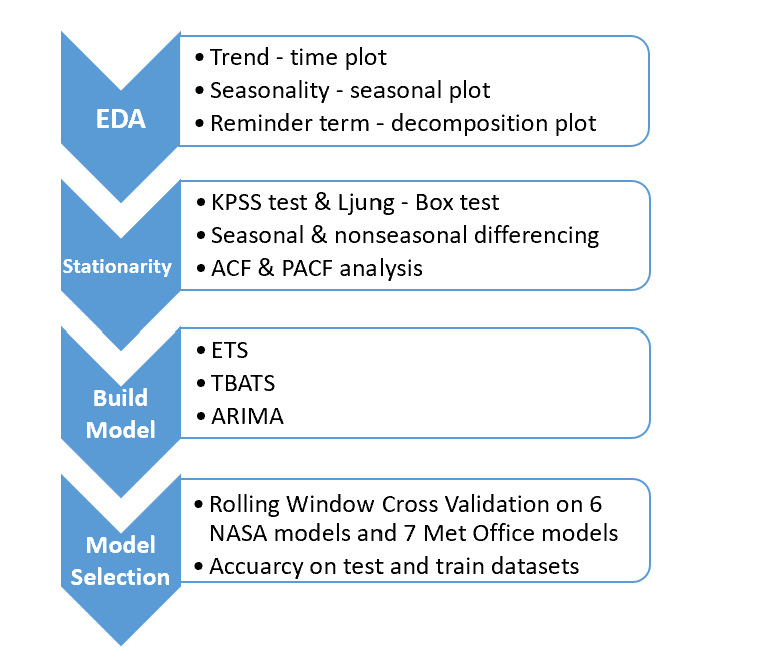 EDA
• Trend - time plot
• Seasonality - seasonal plot
• Reminder term - decomposition plot
Stationarity
• KPSS test & Ljung - Box test
• Seasonal & nonseasonal differencing
• ACF & PACF analysis
Build
Model
• ETS
• TBATS
• ARIMA
Model
Selection
• Rolling Window Cross Validation on 6
NASA models and 7 Met Office models
• Accuarcy on test and train datasets